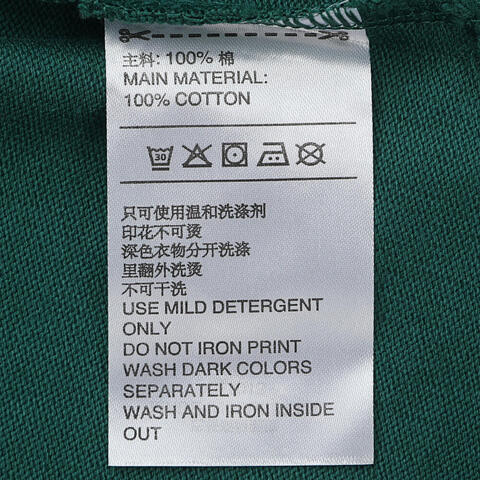 主料: 100% 棉
MAIN MATERIAL:
100% COTTON
30
只可使用温和洗涤剂
印花不可烫
深色衣物分开洗涤
里翻外洗烫
不可干洗
USE MILD DETERGENT
ONLY
DO NOT IRON PRINT
WASH DARK COLORS
SEPARATELY
WASH AND IRON INSIDE
OUT